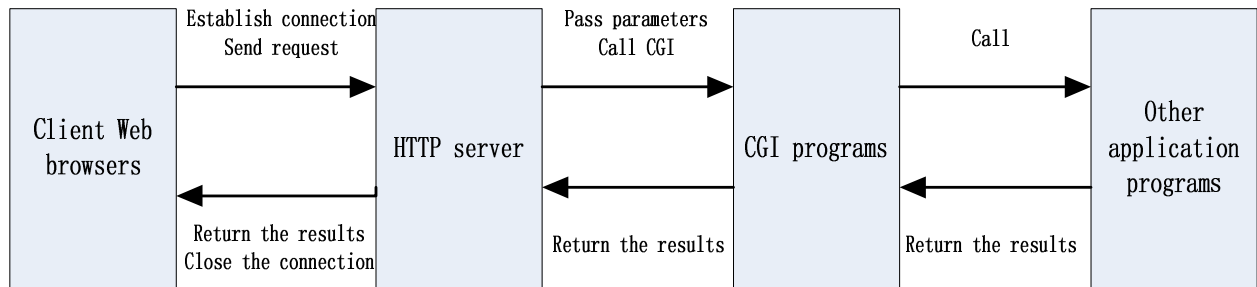 Establish connection
Send request
Pass parameters
Call CGI
Call
Client Web
browsers
HTTP server
CGI programs
Other
application
programs
Return the results
Close the connection
Return the results
Return the results